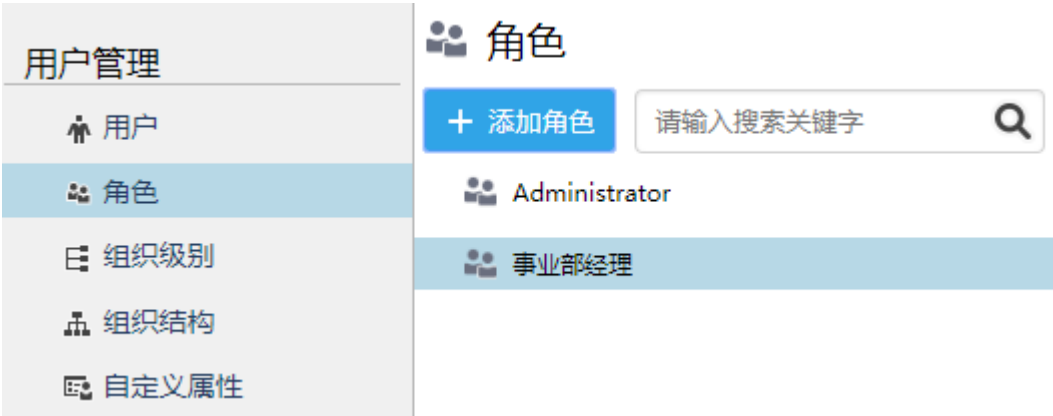 用户管理
用户
角色
组织级别
组织结构
自定义属性
角色
+ 添加角色
请输入搜索关键字
Administrator
事业部经理